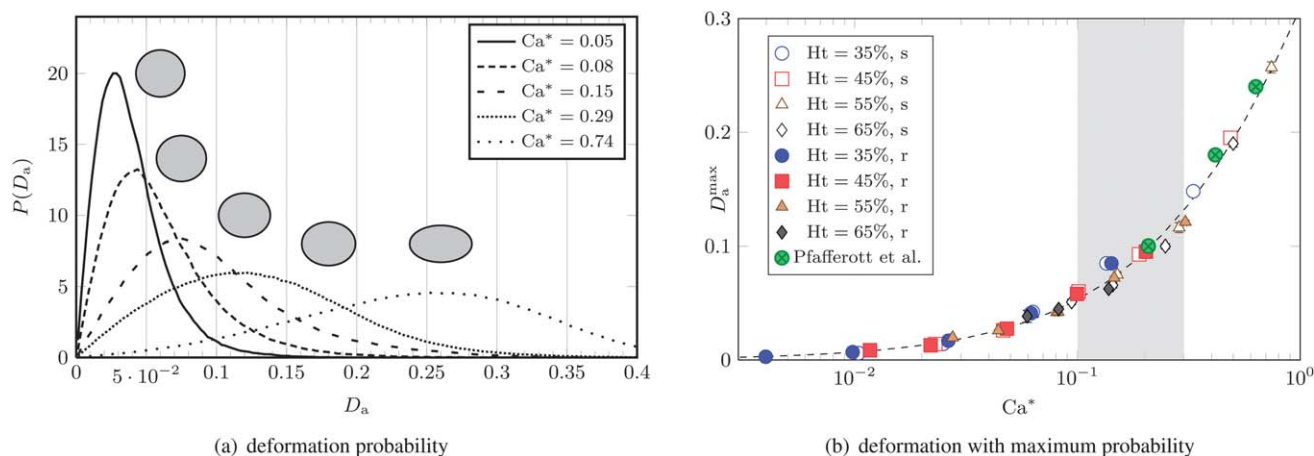 20
15
10
5
0
P(D_a)
Ca* = 0.05
Ca* = 0.08
Ca* = 0.15
Ca* = 0.29
Ca* = 0.74
0 5·10⁻² 0.1 0.15 0.2 0.25 0.3 0.35 0.4
D_a
(a) deformation probability
0.3
0.2
0.1
0
D_a^max
Ht = 35%, s
Ht = 45%, s
Ht = 55%, s
Ht = 65%, s
Ht = 35%, r
Ht = 45%, r
Ht = 55%, r
Ht = 65%, r
Pfafferott et al.
10⁻² 10⁻¹ 10⁰
Ca*
(b) deformation with maximum probability